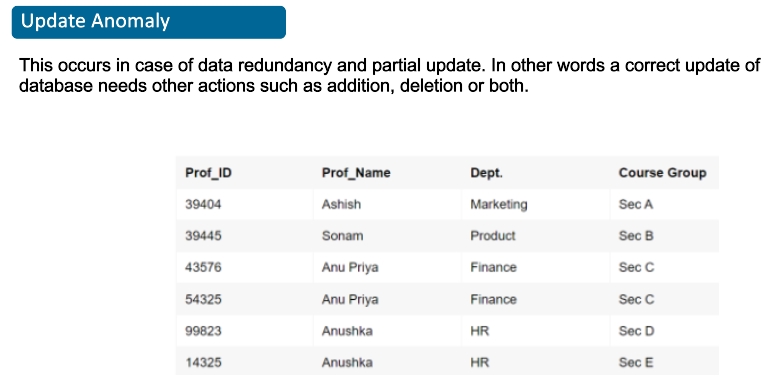 Update Anomaly
This occurs in case of data redundancy and partial update. In other words a correct update of
database needs other actions such as addition, deletion or both.
Prof_ID Prof_Name Dept. Course Group
39404 Ashish Marketing Sec A
39445 Sonam Product Sec B
43576 Anu Priya Finance Sec C
54325 Anu Priya Finance Sec C
99823 Anushka HR Sec D
14325 Anushka HR Sec E